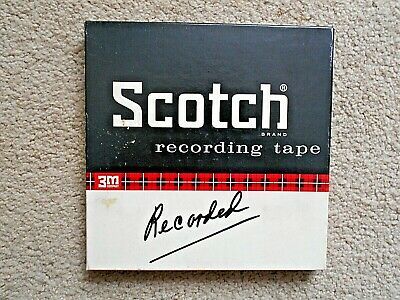 Scotch®
BRAND
recording tape
3M
Recorded